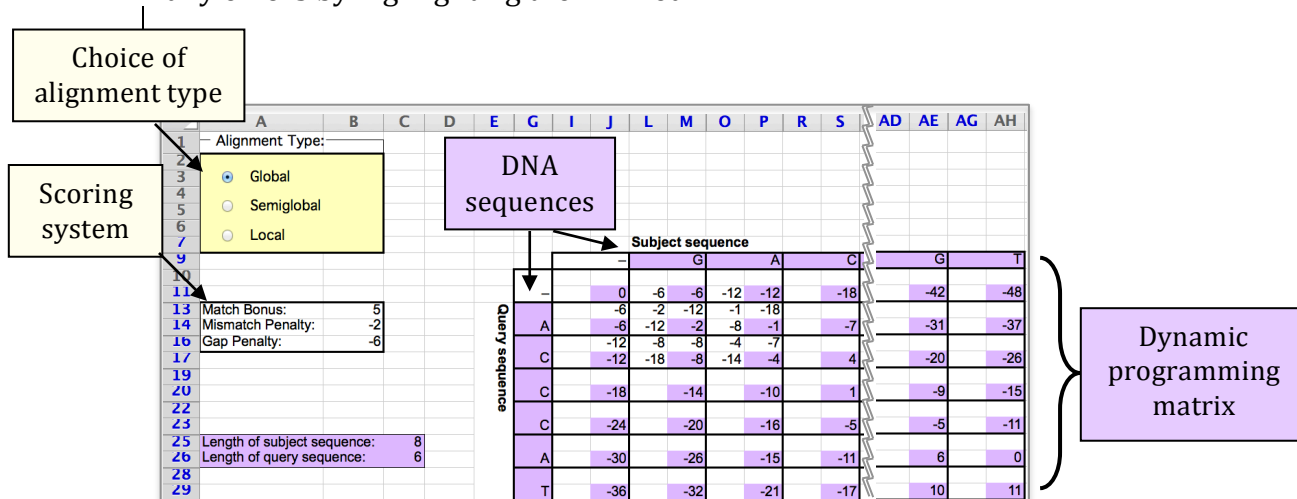 Choice of
alignment type
A B C D E G I J L M O P R S AD AE AG AH
1 Alignment Type:
2
3 Global
4
5 Semiglobal
6 Local
7
Scoring
system
DNA
sequences
Subject sequence
9 – G A C G T
10
11 – 0 -6 -6 -12 -12 -18 -42 -48
13 Match Bonus: 5 -6 -2 -12 -1 -18
14 Mismatch Penalty: -2 A -6 -12 -2 -8 -1 -7 -31 -37
16 Gap Penalty: -6 -12 -8 -8 -4 -7
17 C -12 -18 -8 -14 -4 4 -20 -26
19
20 C -18 -14 -10 1 -9 -15
22
23 C -24 -20 -16 -5 -5 -11
25 Length of subject sequence: 8
26 Length of query sequence: 6 A -30 -26 -15 -11 6 0
28
29 T -36 -32 -21 -17 10 11
Query sequence
Dynamic
programming
matrix